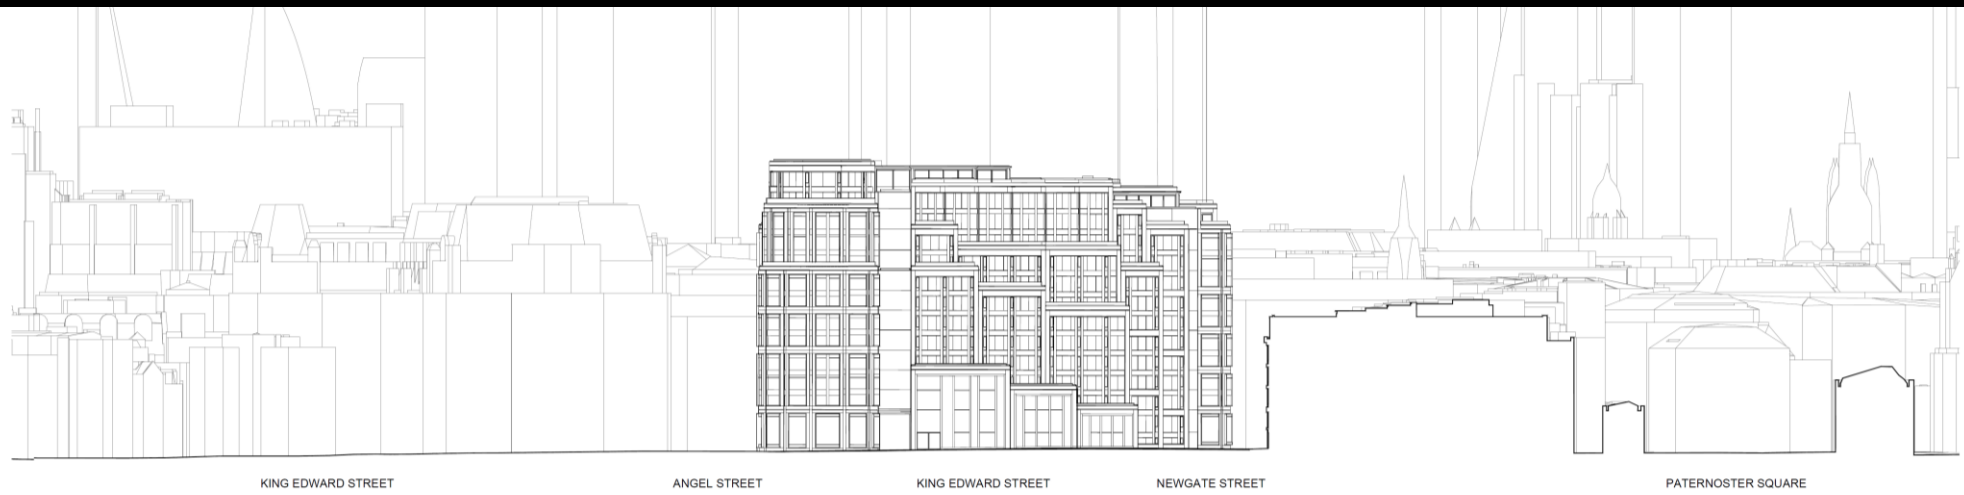 KING EDWARD STREET
ANGEL STREET
KING EDWARD STREET
NEWGATE STREET
PATERNOSTER SQUARE